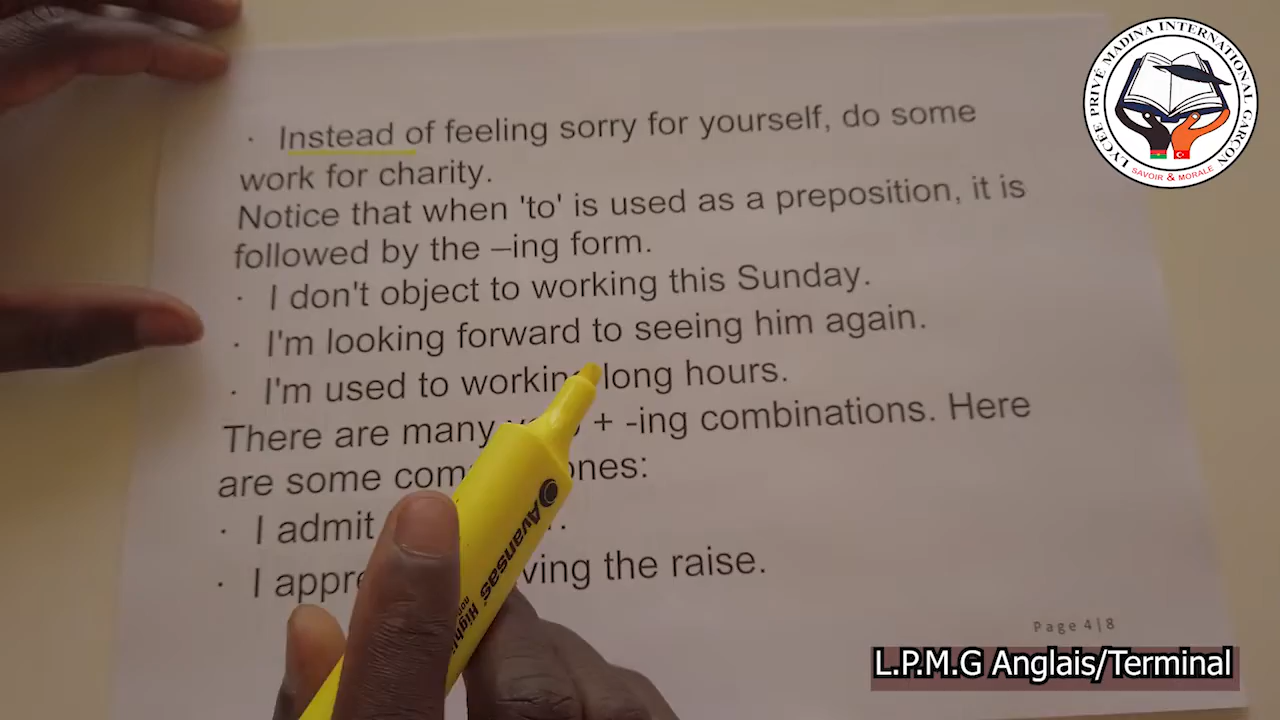 · Instead of feeling sorry for yourself, do some
work for charity.
Notice that when 'to' is used as a preposition, it is
followed by the –ing form.
· I don't object to working this Sunday.
· I'm looking forward to seeing him again.
· I'm used to working long hours.
There are many + -ing combinations. Here
are some ones:
· I admit
· I the raise.
Page 4|8
Avansas
LYCEE PRIVÉ MADINA INTERNATIONAL GARCON
SAVOIR & MORALE
L.P.M.G Anglais/Terminal